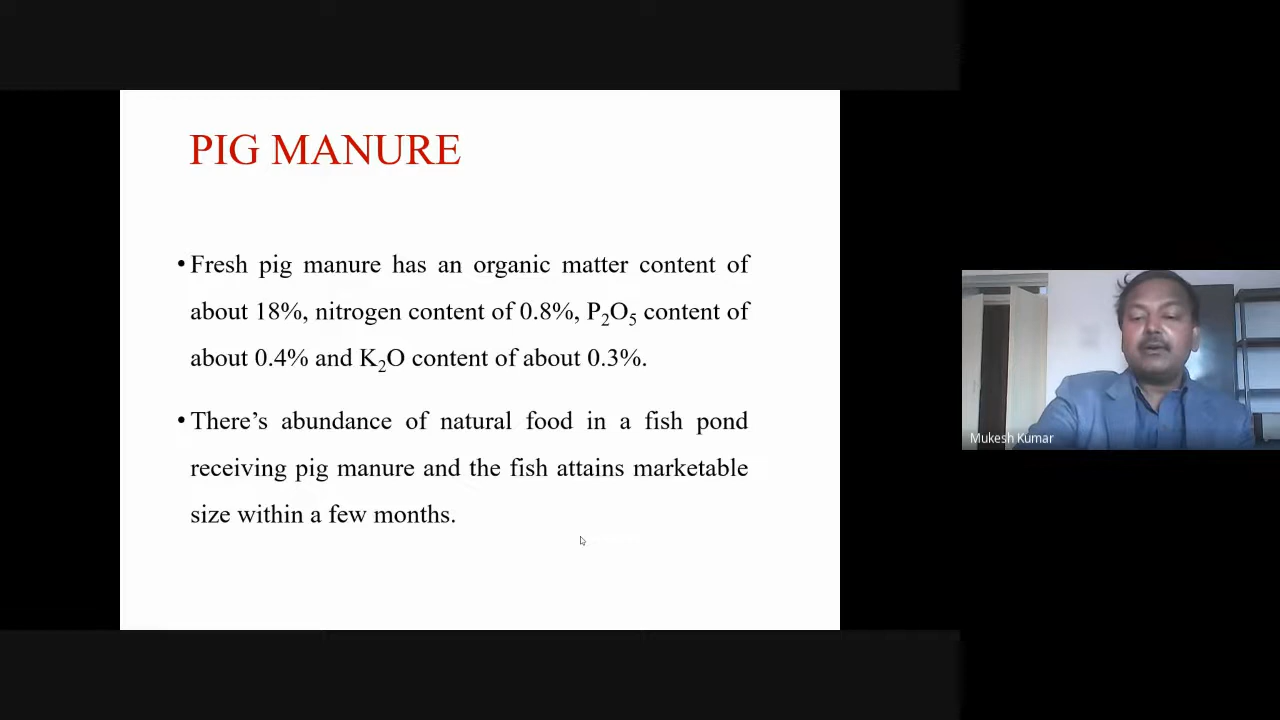 PIG MANURE
•Fresh pig manure has an organic matter content of
about 18%, nitrogen content of 0.8%, P₂O₅ content of
about 0.4% and K₂O content of about 0.3%.
•There’s abundance of natural food in a fish pond
receiving pig manure and the fish attains marketable
size within a few months.
Mukesh Kumar